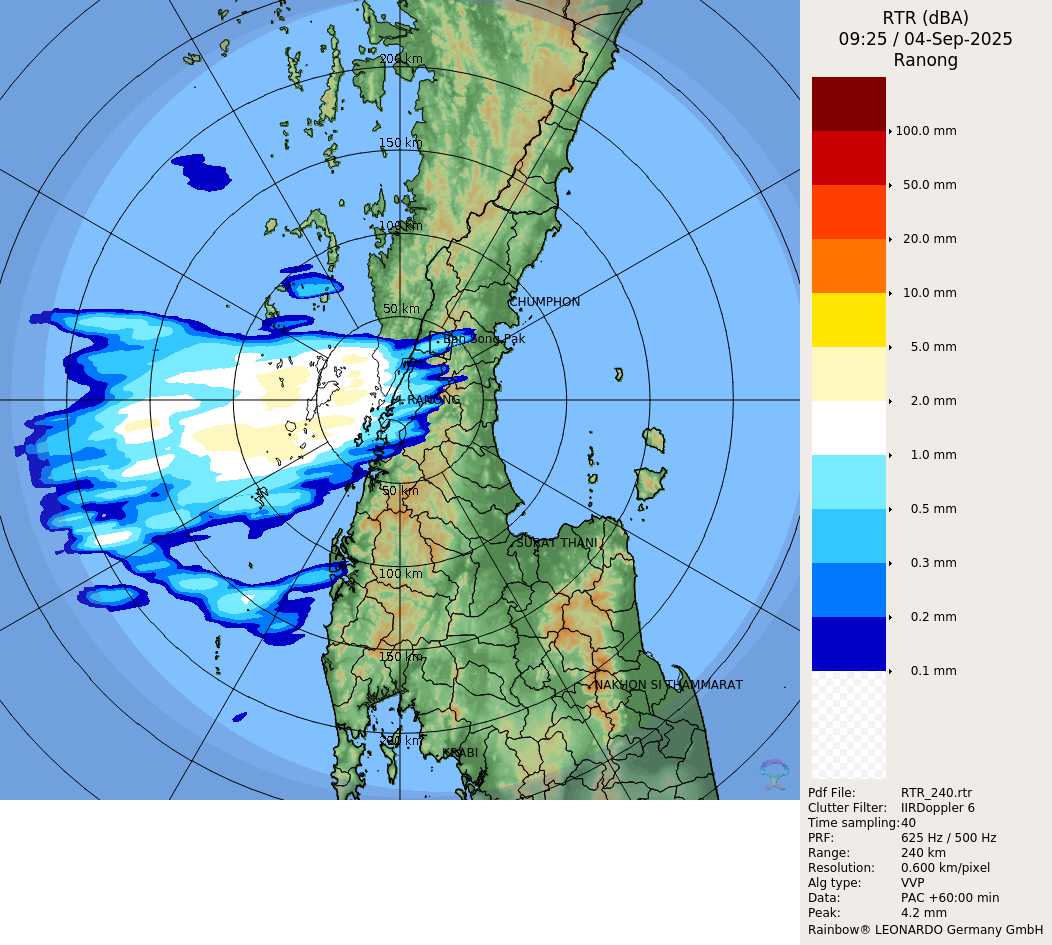 RTR (dBA)
09:25 / 04-Sep-2025
Ranong
100.0 mm
50.0 mm
20.0 mm
10.0 mm
5.0 mm
2.0 mm
1.0 mm
0.5 mm
0.3 mm
0.2 mm
0.1 mm
200 km
150 km
100 km
50 km
CHUMPHON
Ban Song Pak
RANONG
50 km
SURAT THANI
100 km
150 km
NAKHON SI THAMMARAT
200 km
KRABI
Pdf File: RTR_240.rtr
Clutter Filter: IIRDoppler 6
Time sampling: 40
PRF: 625 Hz / 500 Hz
Range: 240 km
Resolution: 0.600 km/pixel
Alg type: VVP
Data: PAC +60:00 min
Peak: 4.2 mm
Rainbow® LEONARDO Germany GmbH